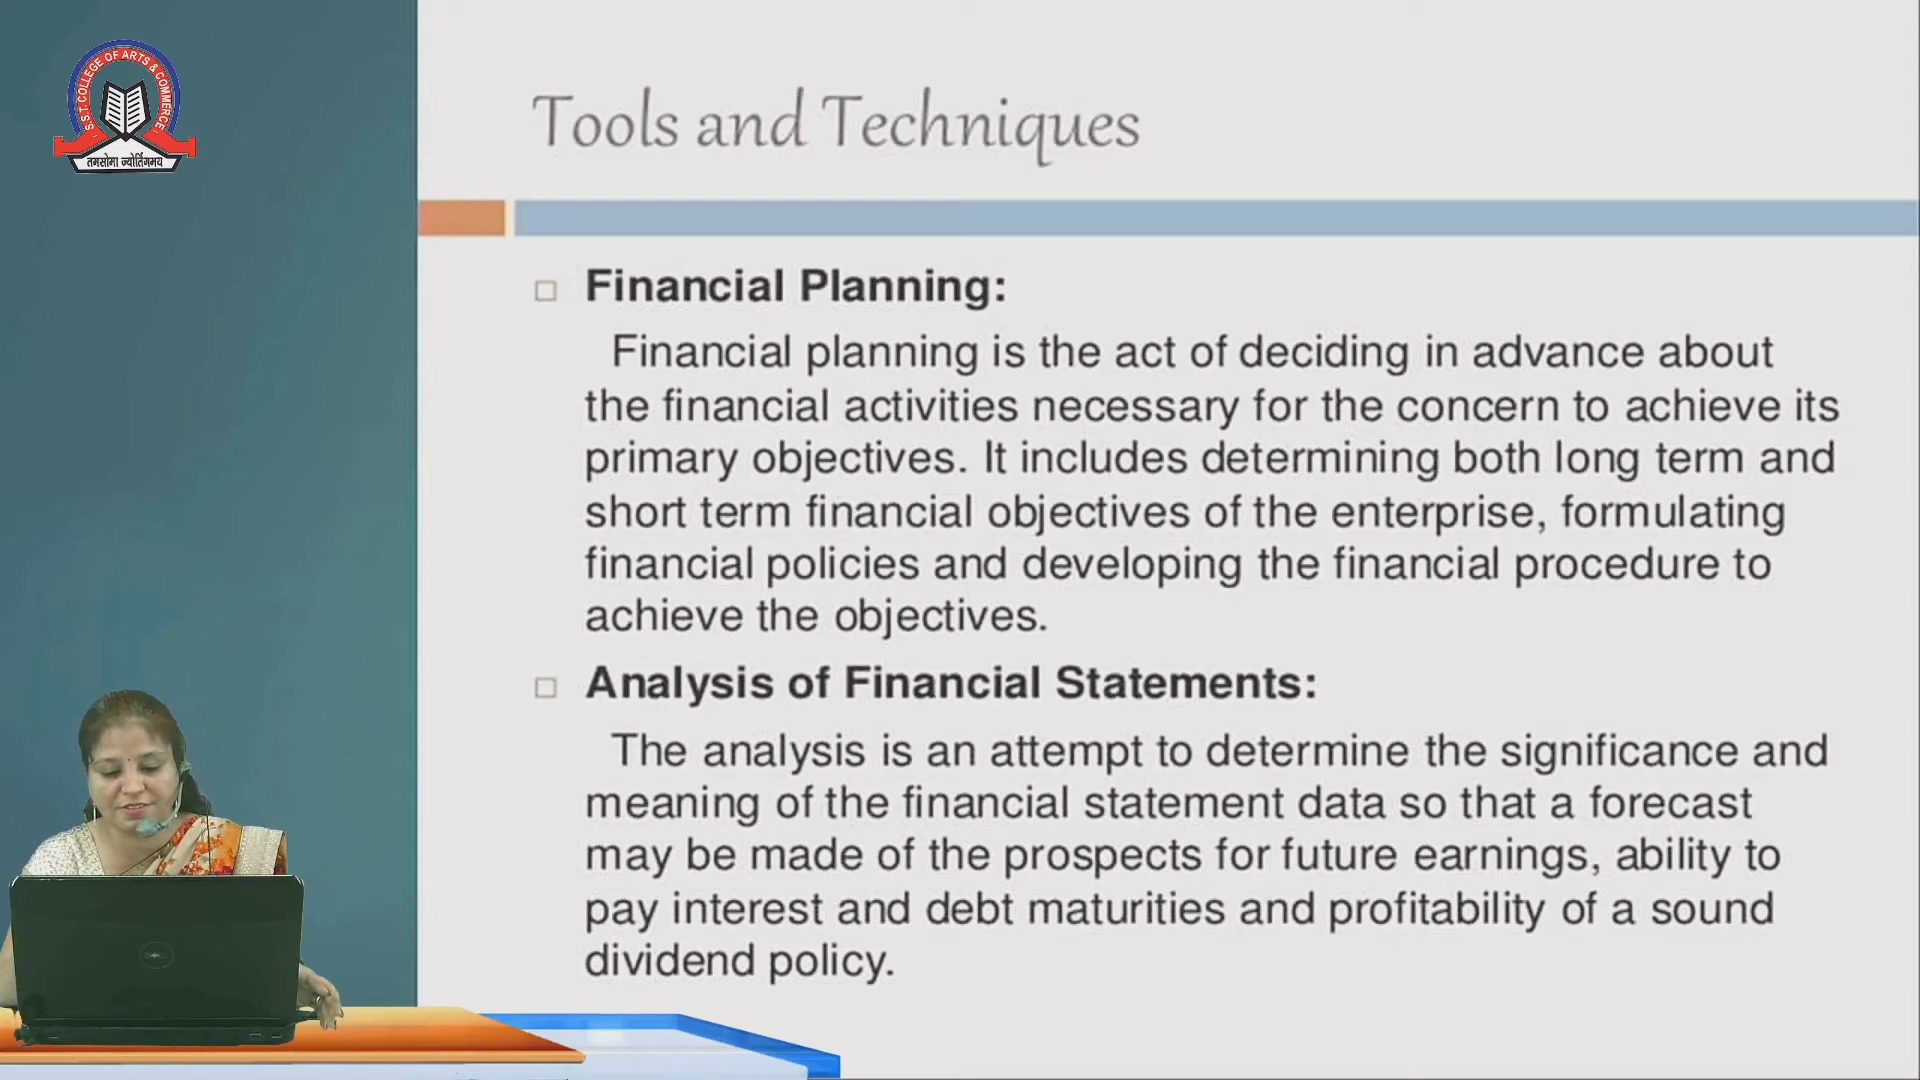 S.S.T COLLEGE OF ARTS & COMMERCE
तमसोमा ज्योर्तिगमय
Tools and Techniques
Financial Planning:
Financial planning is the act of deciding in advance about
the financial activities necessary for the concern to achieve its
primary objectives. It includes determining both long term and
short term financial objectives of the enterprise, formulating
financial policies and developing the financial procedure to
achieve the objectives.
Analysis of Financial Statements:
The analysis is an attempt to determine the significance and
meaning of the financial statement data so that a forecast
may be made of the prospects for future earnings, ability to
pay interest and debt maturities and profitability of a sound
dividend policy.